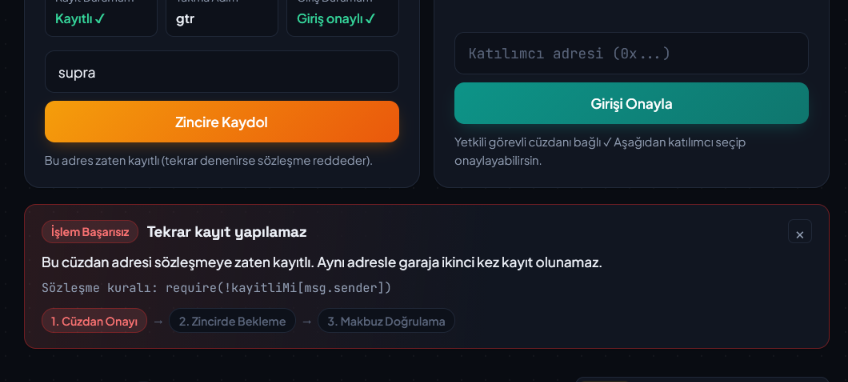 Kayıtlı ✓
gtr
Giriş onaylı ✓
supra
Zincire Kaydol
Bu adres zaten kayıtlı (tekrar denenirse sözleşme reddeder).
Katılımcı adresi (0x...)
Girişi Onayla
Yetkili görevli cüzdanı bağlı ✓ Aşağıdan katılımcı seçip
onaylayabilirsin.
İşlem Başarısız Tekrar kayıt yapılamaz
×
Bu cüzdan adresi sözleşmeye zaten kayıtlı. Aynı adresle garaja ikinci kez kayıt olunamaz.
Sözleşme kuralı: require(!kayitliMi[msg.sender])
1. Cüzdan Onayı → 2. Zincirde Bekleme → 3. Makbuz Doğrulama